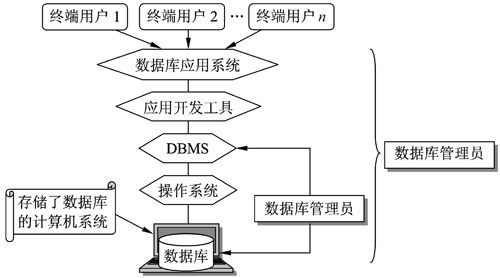 终端用户 1
终端用户 2
…
终端用户 n
数据库应用系统
应用开发工具
数据库管理员
DBMS
操作系统
存储了数据库
的计算机系统
数据库管理员
数据库